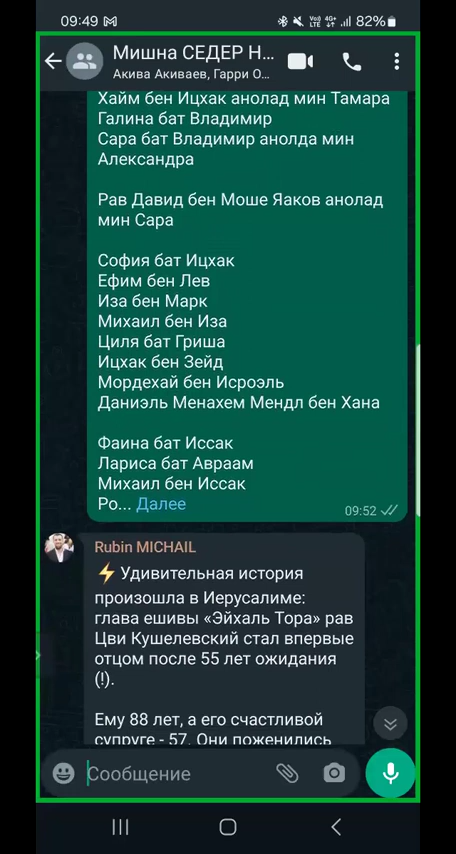 09:49
Vo))
LTE 4G+ 82%
Мишна СЕДЕР Н...
Акива Акиваев, Гарри О...
Хайм бен Ицхак анолад мин Тамара
Галина бат Владимир
Сара бат Владимир анолда мин
Александра
Рав Давид бен Моше Яаков анолад
мин Сара
София бат Ицхак
Ефим бен Лев
Иза бен Марк
Михаил бен Иза
Циля бат Гриша
Ицхак бен Зейд
Мордехай бен Исроэль
Даниэль Менахем Мендл бен Хана
Фаина бат Иссак
Лариса бат Авраам
Михаил бен Иссак
Ро... Далее
09:52
Rubin MICHAIL
⚡ Удивительная история
произошла в Иерусалиме:
глава ешивы «Эйхаль Тора» рав
Цви Кушелевский стал впервые
отцом после 55 лет ожидания
(!).
Ему 88 лет, а его счастливой
супруге - 57. Они поженились
Сообщение